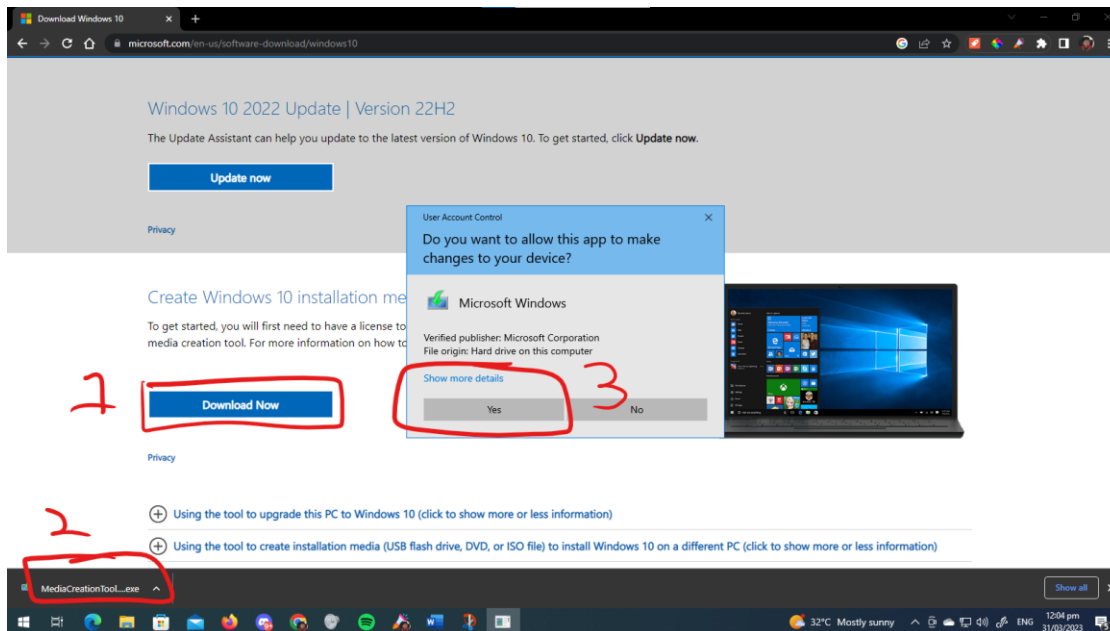 Download Windows 10
microsoft.com/en-us/software-download/windows10
Windows 10 2022 Update | Version 22H2
The Update Assistant can help you update to the latest version of Windows 10. To get started, click Update now.
Update now
Privacy
User Account Control
Do you want to allow this app to make
changes to your device?
Microsoft Windows
Verified publisher: Microsoft Corporation
File origin: Hard drive on this computer
Show more details
Yes
No
3
Create Windows 10 installation me
To get started, you will first need to have a license to
media creation tool. For more information on how to
1
Download Now
Privacy
Using the tool to upgrade this PC to Windows 10 (click to show more or less information)
Using the tool to create installation media (USB flash drive, DVD, or ISO file) to install Windows 10 on a different PC (click to show more or less information)
2
MediaCreationTool....exe
Show all
32°C Mostly sunny
ENG
12:04 pm
31/03/2023